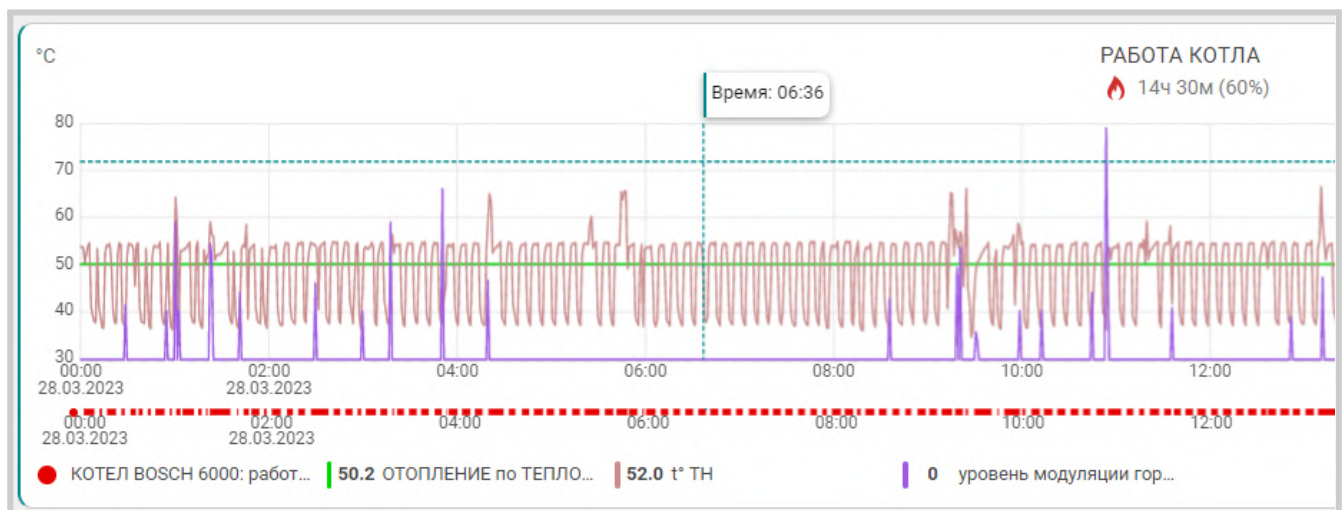 °C
РАБОТА КОТЛА
14ч 30м (60%)
Время: 06:36
80
70
60
50
40
30
00:00 02:00 04:00 06:00 08:00 10:00 12:00
28.03.2023 28.03.2023
00:00 02:00 04:00 06:00 08:00 10:00 12:00
28.03.2023 28.03.2023
КОТЕЛ BOSCH 6000: работ... 50.2 ОТОПЛЕНИЕ по ТЕПЛО... 52.0 t° ТН 0 уровень модуляции гор...